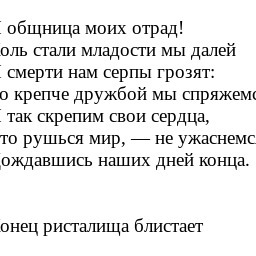 общница моих отрад!
оль стали младости мы далей
смерти нам серпы грозят:
о крепче дружбой мы спряжемс
так скрепим свои сердца,
то рушься мир, — не ужаснемс
ождавшись наших дней конца.
онец ристалища блистает